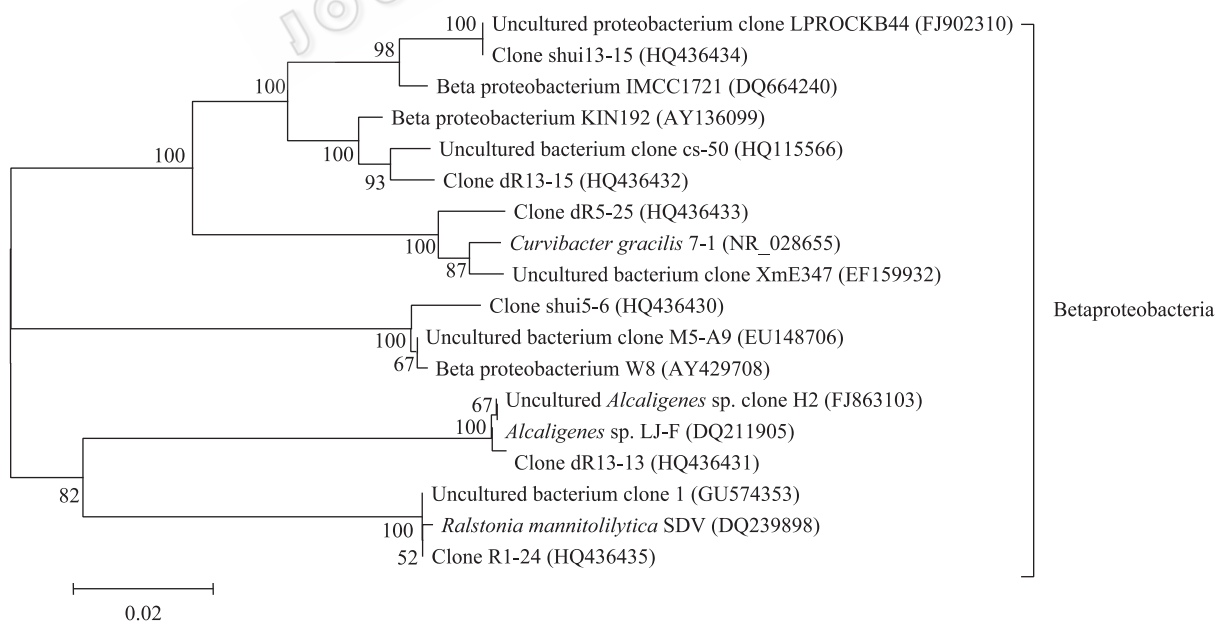 JOU
100 Uncultured proteobacterium clone LPROCKB44 (FJ902310)
98
Clone shui13-15 (HQ436434)
100 Beta proteobacterium IMCC1721 (DQ664240)
Beta proteobacterium KIN192 (AY136099)
100 100 Uncultured bacterium clone cs-50 (HQ115566)
93 Clone dR13-15 (HQ436432)
Clone dR5-25 (HQ436433)
100 Curvibacter gracilis 7-1 (NR_028655)
87 Uncultured bacterium clone XmE347 (EF159932)
Clone shui5-6 (HQ436430)
Betaproteobacteria
100 Uncultured bacterium clone M5-A9 (EU148706)
67 Beta proteobacterium W8 (AY429708)
67 Uncultured Alcaligenes sp. clone H2 (FJ863103)
100 Alcaligenes sp. LJ-F (DQ211905)
Clone dR13-13 (HQ436431)
82 Uncultured bacterium clone 1 (GU574353)
100 Ralstonia mannitolilytica SDV (DQ239898)
52 Clone R1-24 (HQ436435)
0.02